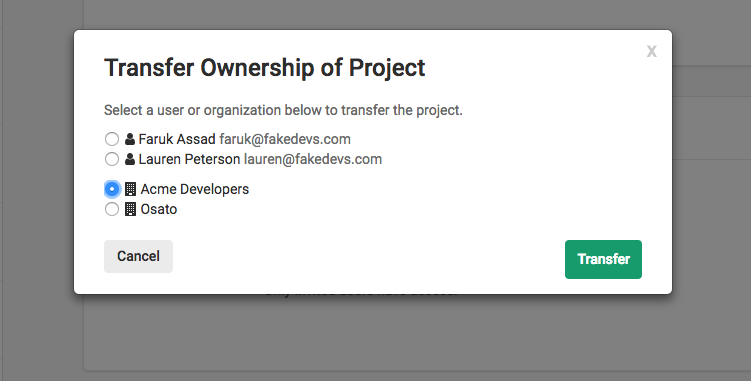 x
Transfer Ownership of Project
Select a user or organization below to transfer the project.
Faruk Assad faruk@fakedevs.com
Lauren Peterson lauren@fakedevs.com
Acme Developers
Osato
Cancel
Transfer